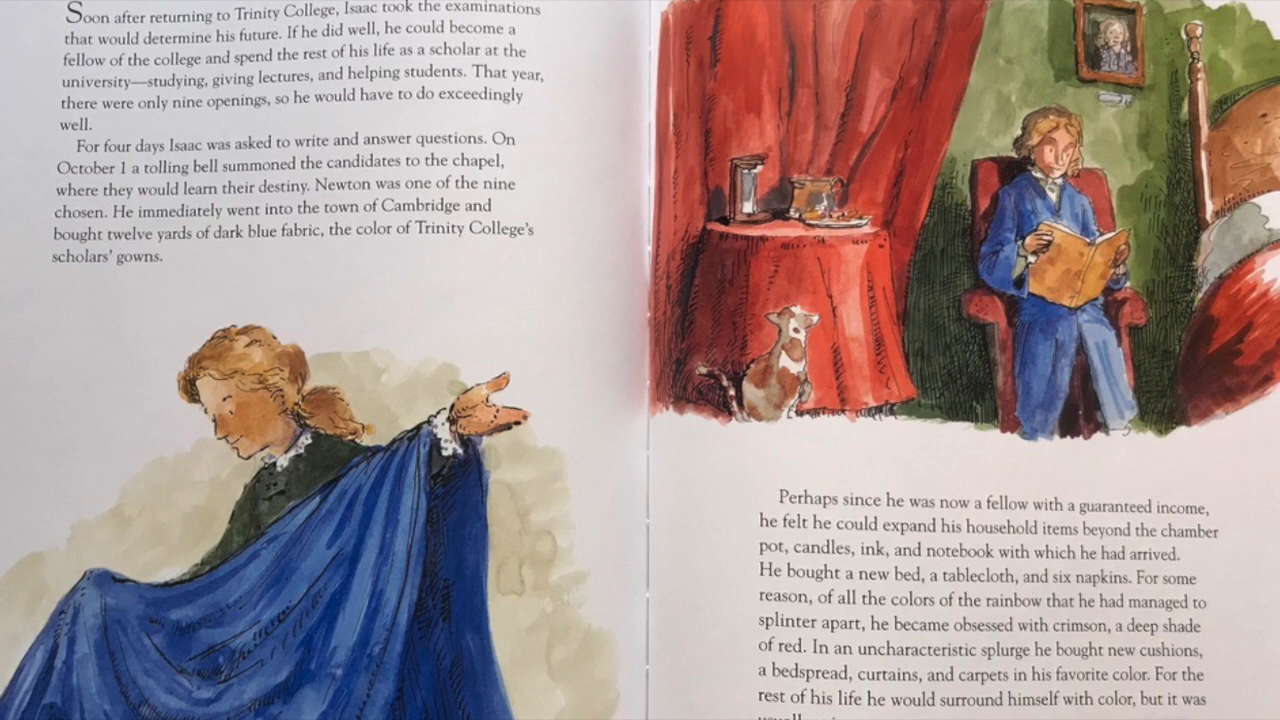 Soon after returning to Trinity College, Isaac took the examinations
that would determine his future. If he did well, he could become a
fellow of the college and spend the rest of his life as a scholar at the
university—studying, giving lectures, and helping students. That year,
there were only nine openings, so he would have to do exceedingly
well.
For four days Isaac was asked to write and answer questions. On
October 1 a tolling bell summoned the candidates to the chapel,
where they would learn their destiny. Newton was one of the nine
chosen. He immediately went into the town of Cambridge and
bought twelve yards of dark blue fabric, the color of Trinity College's
scholars' gowns.
Perhaps since he was now a fellow with a guaranteed income,
he felt he could expand his household items beyond the chamber
pot, candles, ink, and notebook with which he had arrived.
He bought a new bed, a tablecloth, and six napkins. For some
reason, of all the colors of the rainbow that he had managed to
splinter apart, he became obsessed with crimson, a deep shade
of red. In an uncharacteristic splurge he bought new cushions,
a bedspread, curtains, and carpets in his favorite color. For the
rest of his life he would surround himself with color, but it was